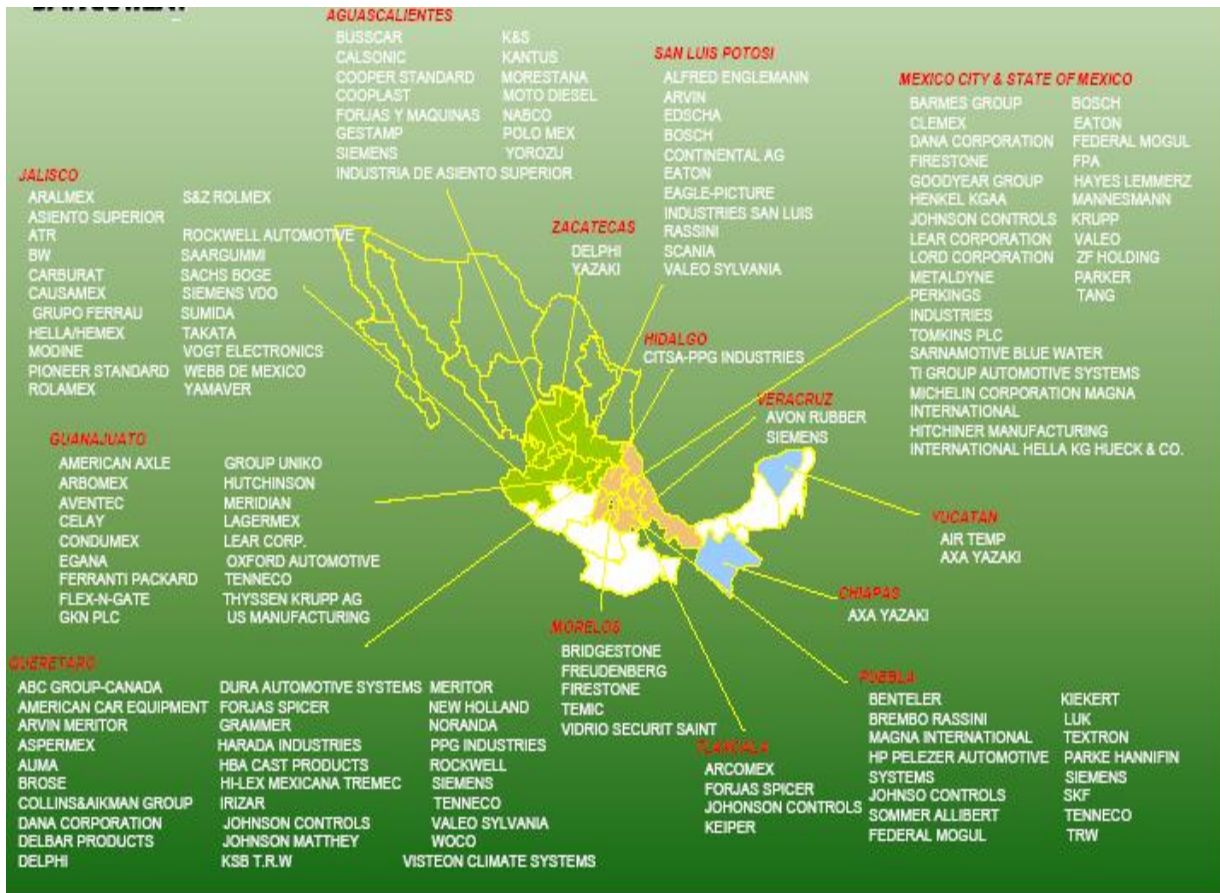 AGUASCALIENTES
BUSSCAR K&S
CALSONIC KANTUS
COOPER STANDARD MORESTANA
COOPLAST MOTO DIESEL
FORJAS Y MAQUINAS NABCO
GESTAMP POLO MEX
SIEMENS YOROZU
INDUSTRIA DE ASIENTO SUPERIOR
SAN LUIS POTOSI
ALFRED ENGLEMANN
ARVIN
EDSCHA
BOSCH
CONTINENTAL AG
EATON
EAGLE-PICTURE
INDUSTRIES SAN LUIS
RASSINI
SCANIA
VALEO SYLVANIA
MEXICO CITY & STATE OF MEXICO
BARMES GROUP BOSCH
CLEMEX EATON
DANA CORPORATION FEDERAL MOGUL
FIRESTONE FPA
GOODYEAR GROUP HAYES LEMMERZ
HENKEL KGAA MANNESMANN
JOHNSON CONTROLS KRUPP
LEAR CORPORATION VALEO
LORD CORPORATION ZF HOLDING
METALDYNE PARKER
PERKINGS TANG
INDUSTRIES
TOMKINS PLC
SARNAMOTIVE BLUE WATER
TI GROUP AUTOMOTIVE SYSTEMS
MICHELIN CORPORATION MAGNA
INTERNATIONAL
HITCHINER MANUFACTURING
INTERNATIONAL HELLA KG HUECK & CO.
JALISCO
ARALMEX S&Z ROLMEX
ASIENTO SUPERIOR
ATR ROCKWELL AUTOMOTIVE
BW SAARGUMMI
CARBURAT SACHS BOGE
CAUSAMEX SIEMENS VDO
GRUPO FERRAU SUMIDA
HELLA/HEMEX TAKATA
MODINE VOGT ELECTRONICS
PIONEER STANDARD WEBB DE MEXICO
ROLAMEX YAMAVER
ZACATECAS
DELPHI
YAZAKI
HIDALGO
CITSA-PPG INDUSTRIES
VERACRUZ
AVON RUBBER
SIEMENS
GUANAJUATO
AMERICAN AXLE GROUP UNIKO
ARBOMEX HUTCHINSON
AVENTEC MERIDIAN
CELAY LAGERMEX
CONDUMEX LEAR CORP.
EGANA OXFORD AUTOMOTIVE
FERRANTI PACKARD TENNECO
FLEX-N-GATE THYSSEN KRUPP AG
GKN PLC US MANUFACTURING
YUCATAN
AIR TEMP
AXA YAZAKI
CHIAPAS
AXA YAZAKI
MORELOS
BRIDGESTONE
FREUDENBERG
FIRESTONE
TEMIC
VIDRIO SECURIT SAINT
QUERETARO
ABC GROUP-CANADA DURA AUTOMOTIVE SYSTEMS MERITOR
AMERICAN CAR EQUIPMENT FORJAS SPICER NEW HOLLAND
ARVIN MERITOR GRAMMER NORANDA
ASPERMEX HARADA INDUSTRIES PPG INDUSTRIES
AUMA HBA CAST PRODUCTS ROCKWELL
BROSE HI-LEX MEXICANA TREMEC SIEMENS
COLLINS&AIKMAN GROUP IRIZAR TENNECO
DANA CORPORATION JOHNSON CONTROLS VALEO SYLVANIA
DELBAR PRODUCTS JOHNSON MATTHEY WOCO
DELPHI KSB T.R.W VISTEON CLIMATE SYSTEMS
TLAXCALA
ARCOMEX
FORJAS SPICER
JOHONSON CONTROLS
KEIPER
PUEBLA
BENTELER KIEKERT
BREMBO RASSINI LUK
MAGNA INTERNATIONAL TEXTRON
HP PELEZER AUTOMOTIVE PARKE HANNIFIN
SYSTEMS SIEMENS
JOHNSO CONTROLS SKF
SOMMER ALLIBERT TENNECO
FEDERAL MOGUL TRW